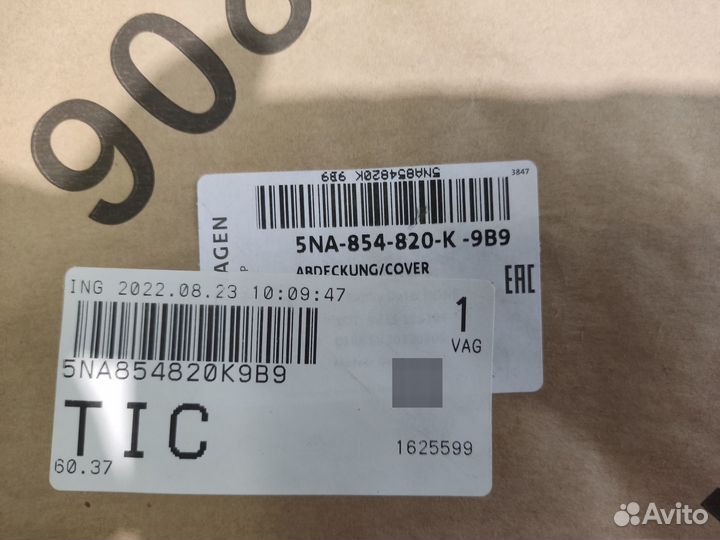 906
5NA854820K 9B9
3847
AGEN
5NA-854-820-K -9B9
P
ABDECKUNG/COVER
EAC
ING 2022.08.23 10:09:47
1
VAG
5NA854820K9B9
TIC
60.37
1625599
Avito